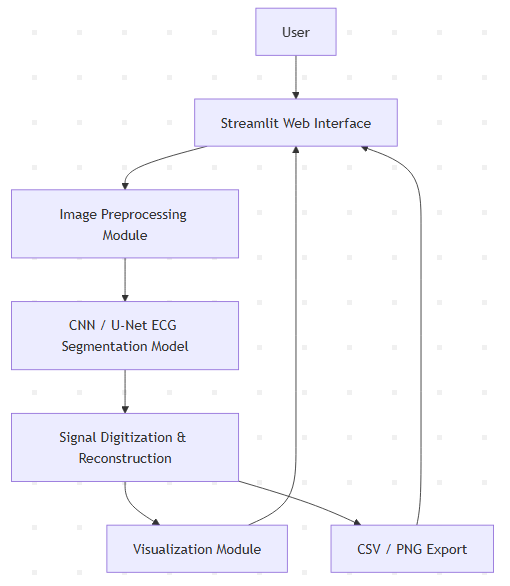 User
Streamlit Web Interface
Image Preprocessing
Module
CNN / U-Net ECG
Segmentation Model
Signal Digitization &
Reconstruction
Visualization Module
CSV / PNG Export